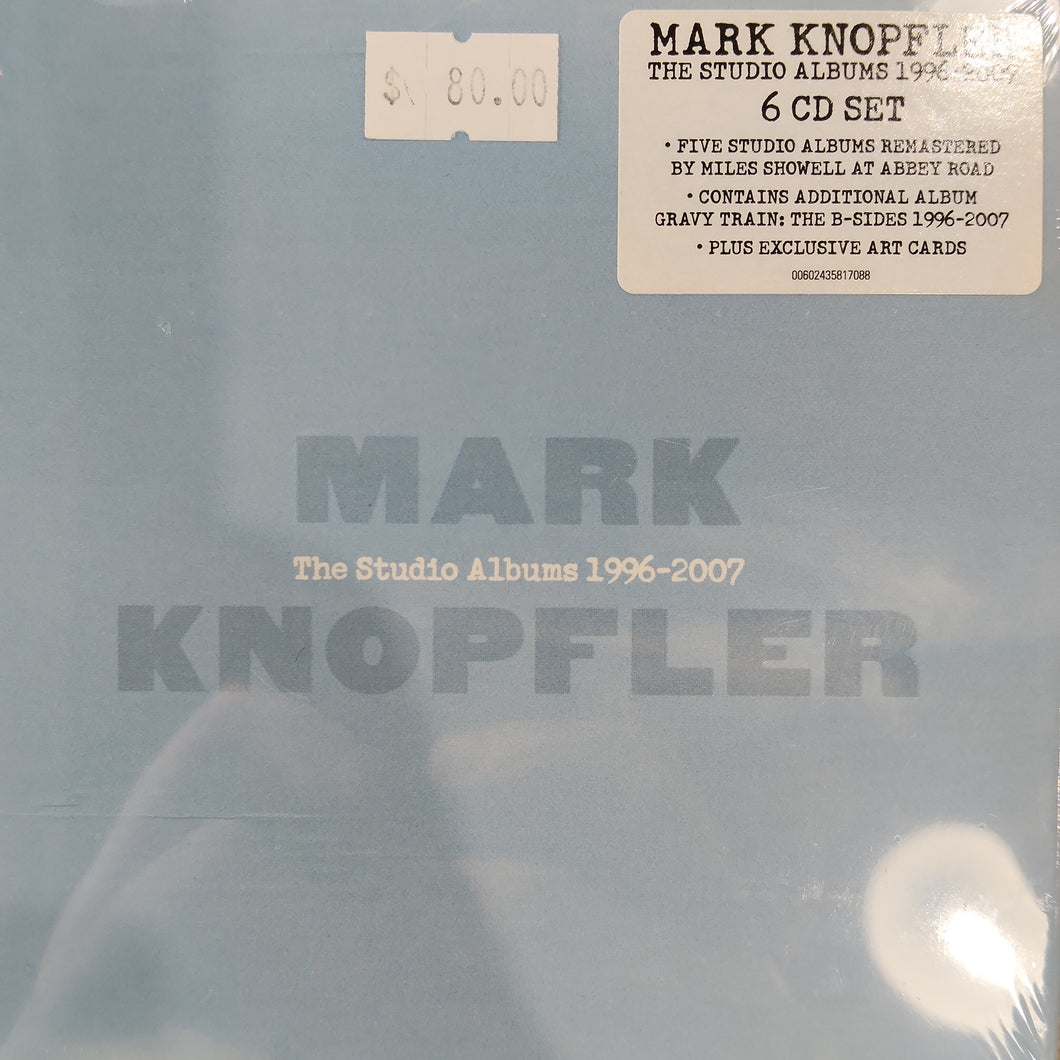 $ 80.00
MARK KNOPFLER
THE STUDIO ALBUMS 1996-2007
6 CD SET
• FIVE STUDIO ALBUMS REMASTERED
BY MILES SHOWELL AT ABBEY ROAD
• CONTAINS ADDITIONAL ALBUM
GRAVY TRAIN: THE B-SIDES 1996-2007
• PLUS EXCLUSIVE ART CARDS
00602435817088
MARK
The Studio Albums 1996-2007
KNOPFLER